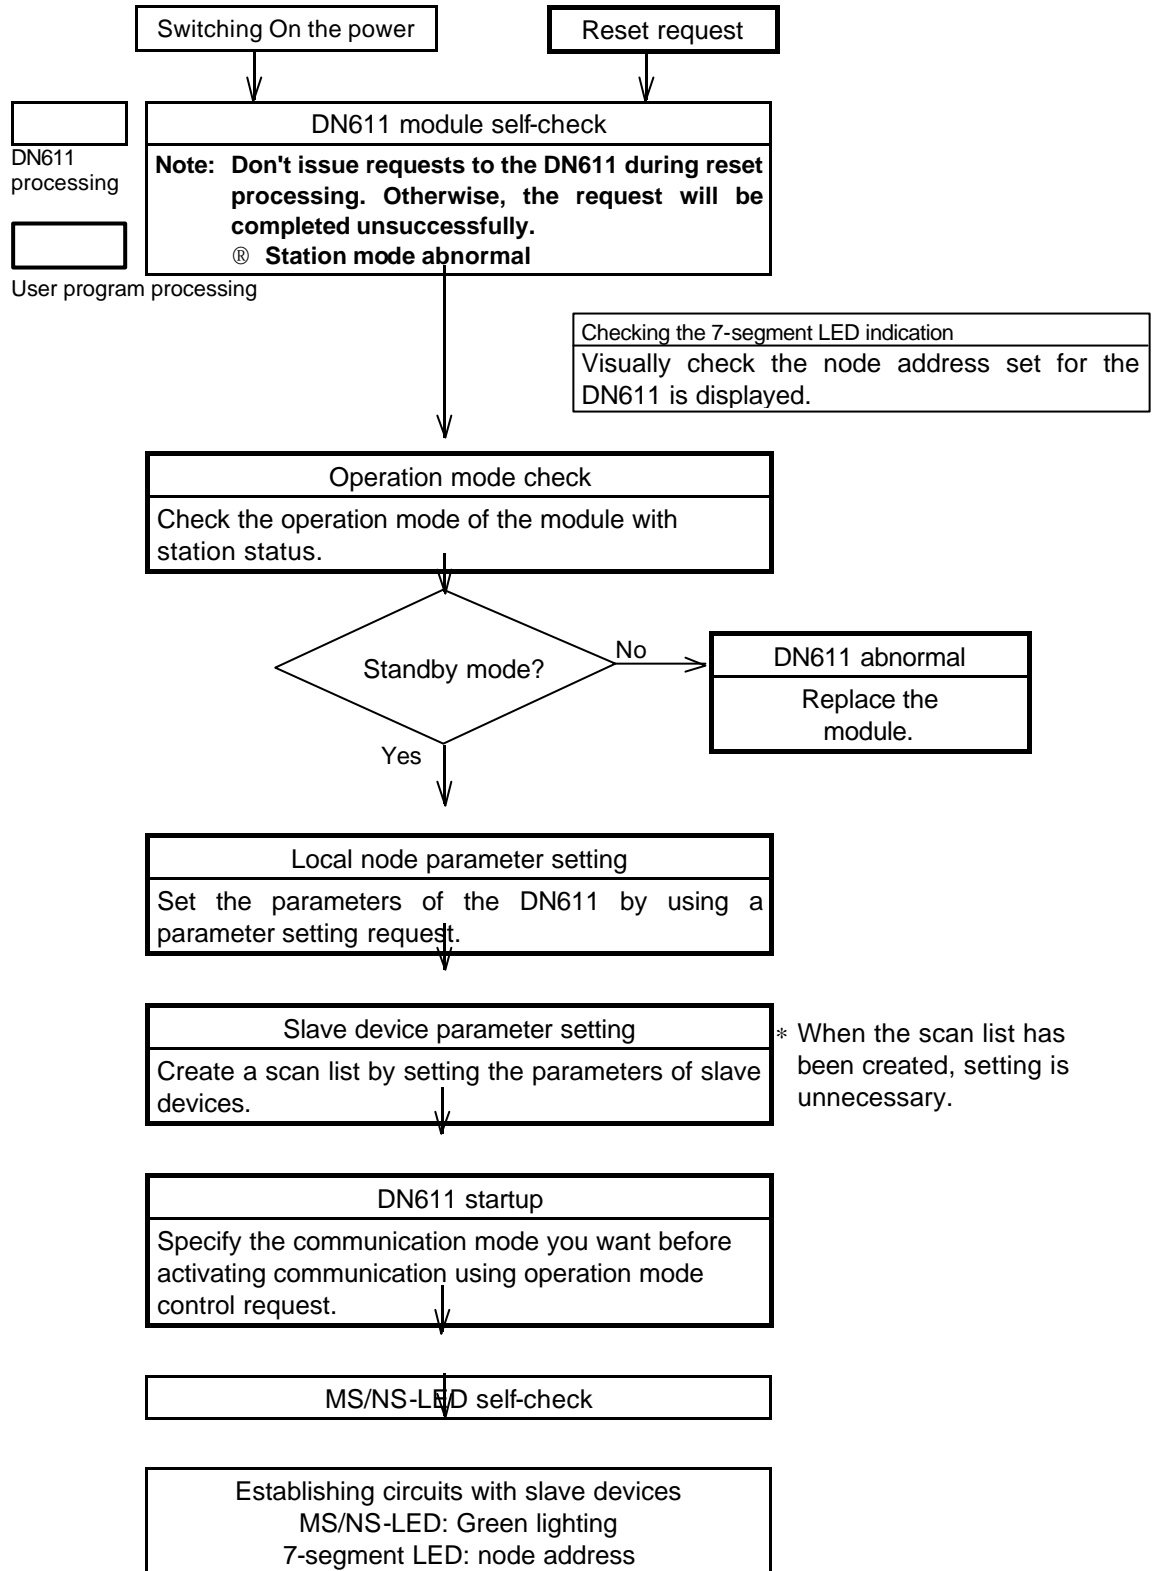 Switching On the power
Reset request
DN611 module self-check
Note: Don't issue requests to the DN611 during reset
processing. Otherwise, the request will be
completed unsuccessfully.
® Station mode abnormal
DN611
processing
User program processing
Checking the 7-segment LED indication
Visually check the node address set for the
DN611 is displayed.
Operation mode check
Check the operation mode of the module with
station status.
Standby mode?
No
DN611 abnormal
Replace the
module.
Yes
Local node parameter setting
Set the parameters of the DN611 by using a
parameter setting request.
Slave device parameter setting
Create a scan list by setting the parameters of slave
devices.
* When the scan list has
been created, setting is
unnecessary.
DN611 startup
Specify the communication mode you want before
activating communication using operation mode
control request.
MS/NS-LED self-check
Establishing circuits with slave devices
MS/NS-LED: Green lighting
7-segment LED: node address